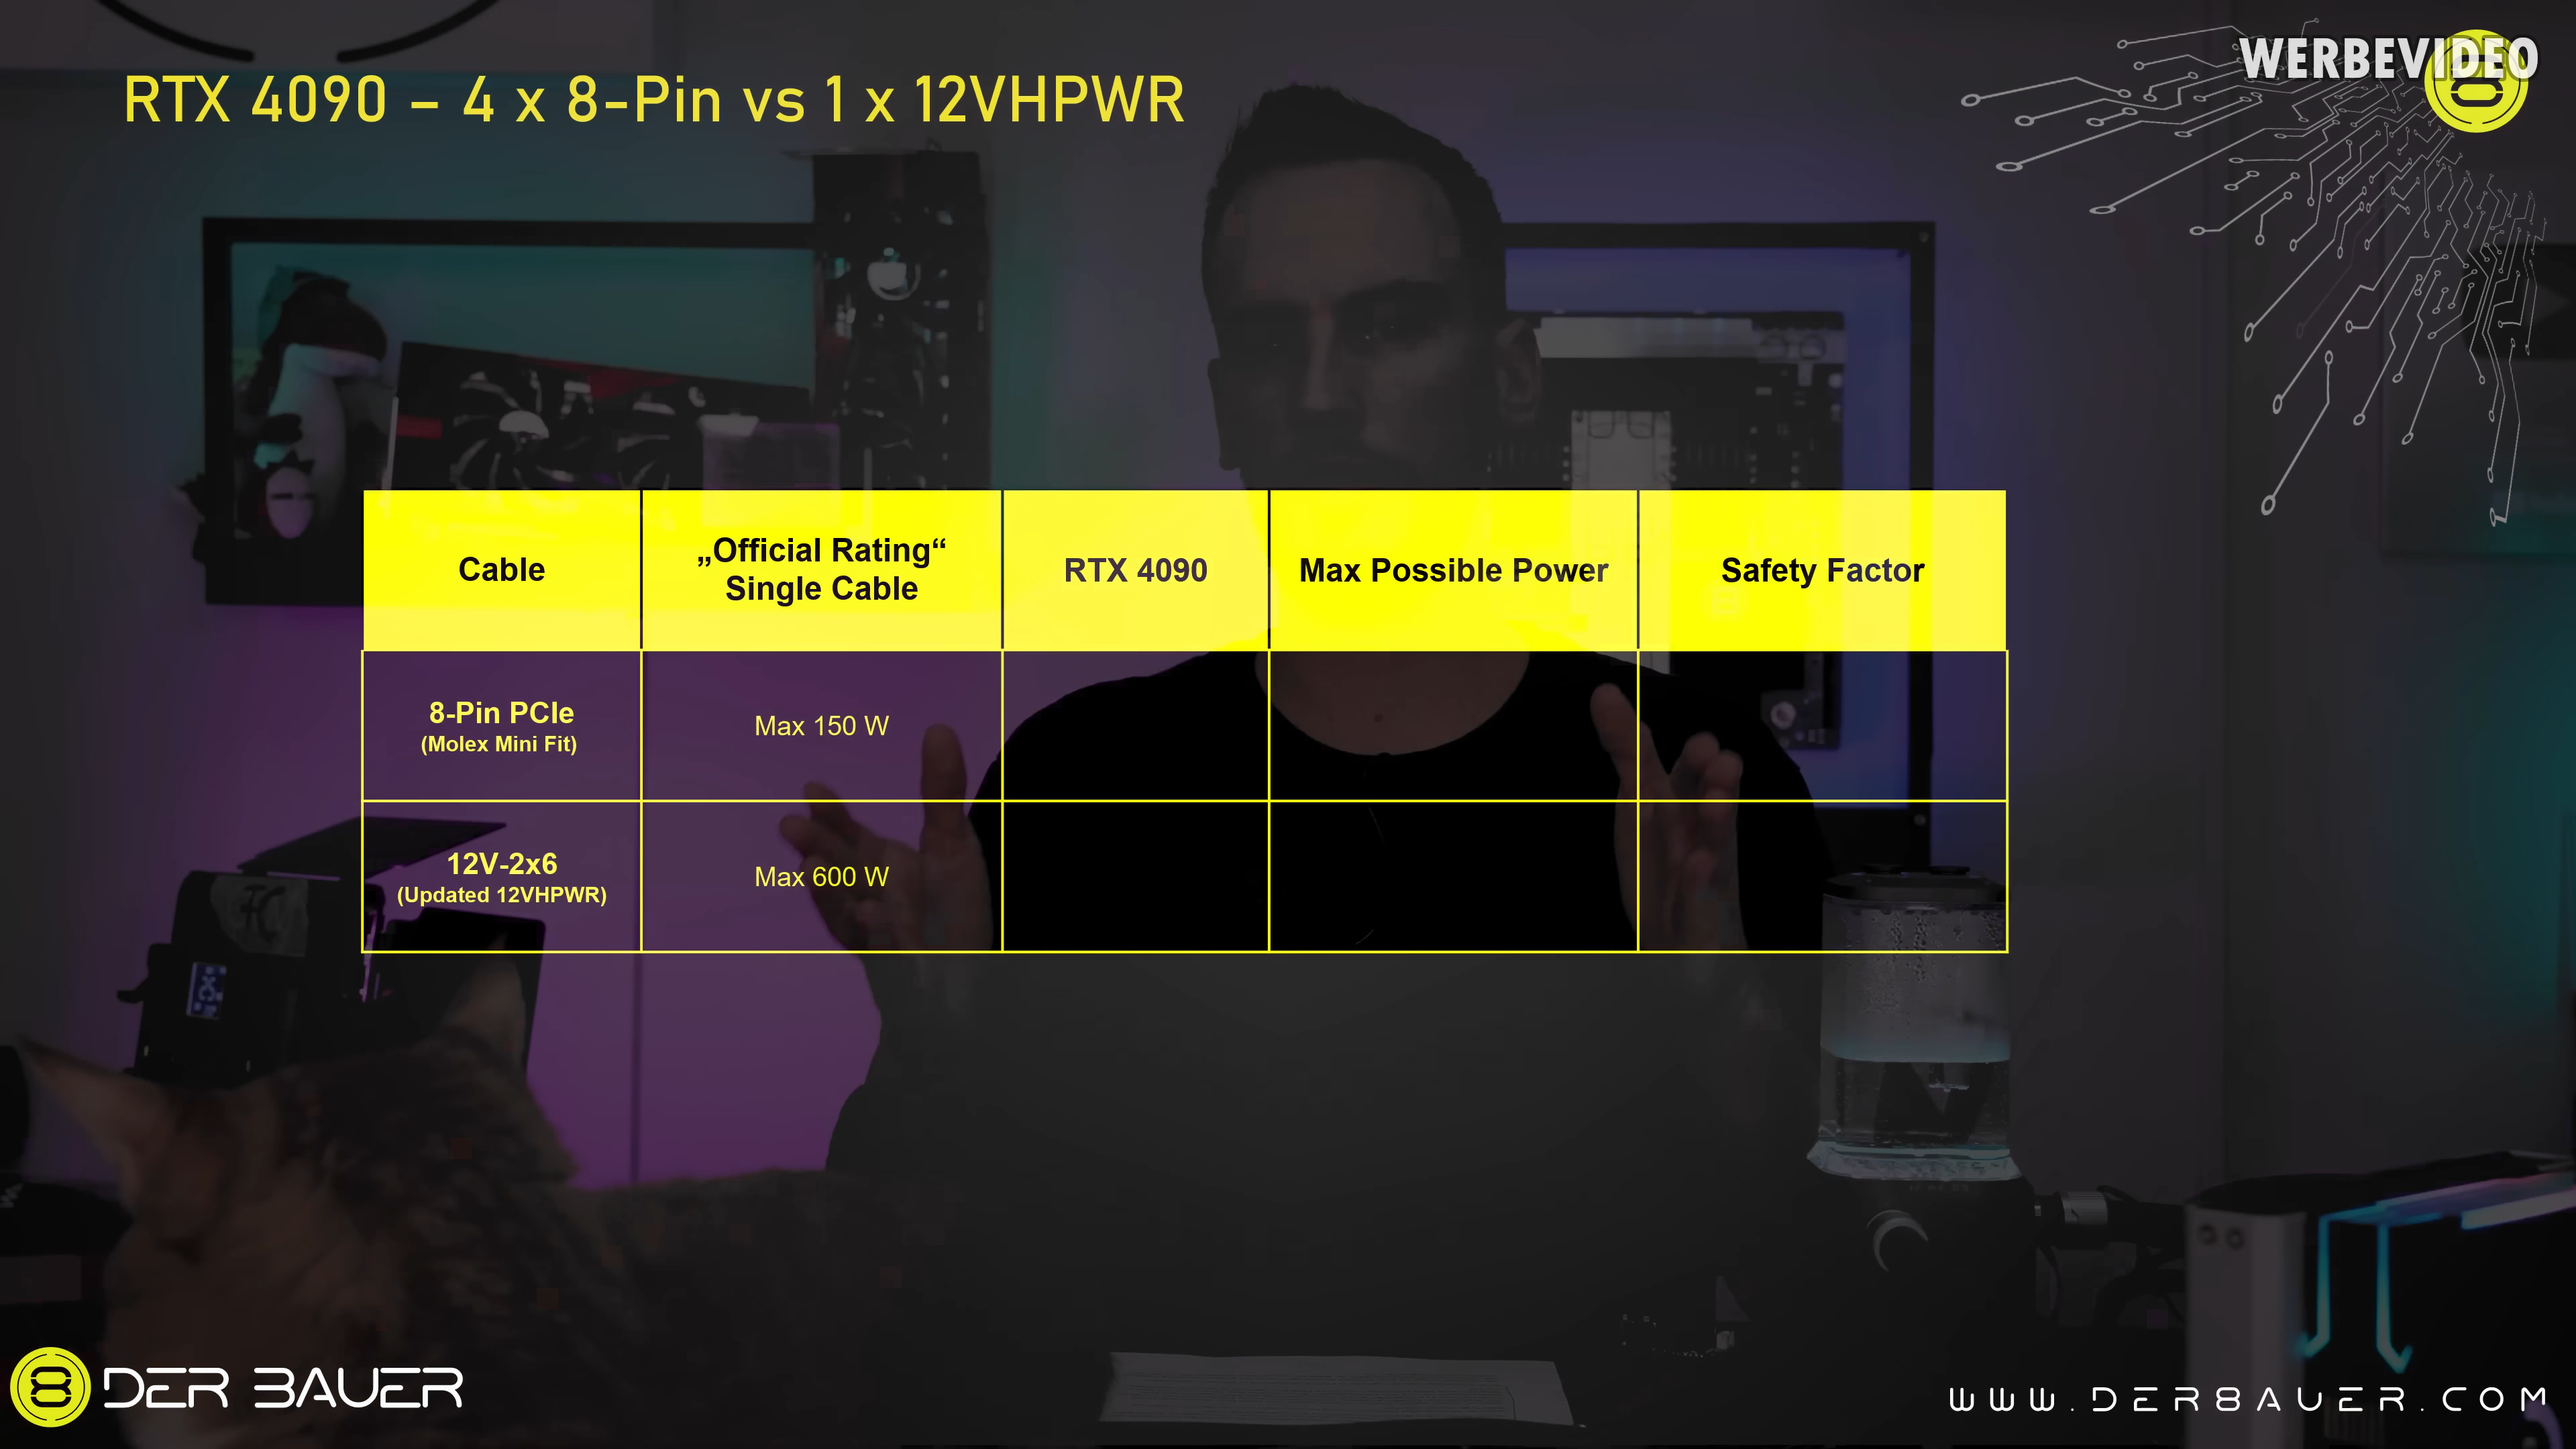 WERBEVIDEO
RTX 4090 – 4 x 8-Pin vs 1 x 12VHPWR
Cable
„Official Rating“
Single Cable
RTX 4090
Max Possible Power
Safety Factor
8-Pin PCIe
(Molex Mini Fit)
Max 150 W
12V-2x6
(Updated 12VHPWR)
Max 600 W
DER 8AUER
WWW.DER8AUER.COM